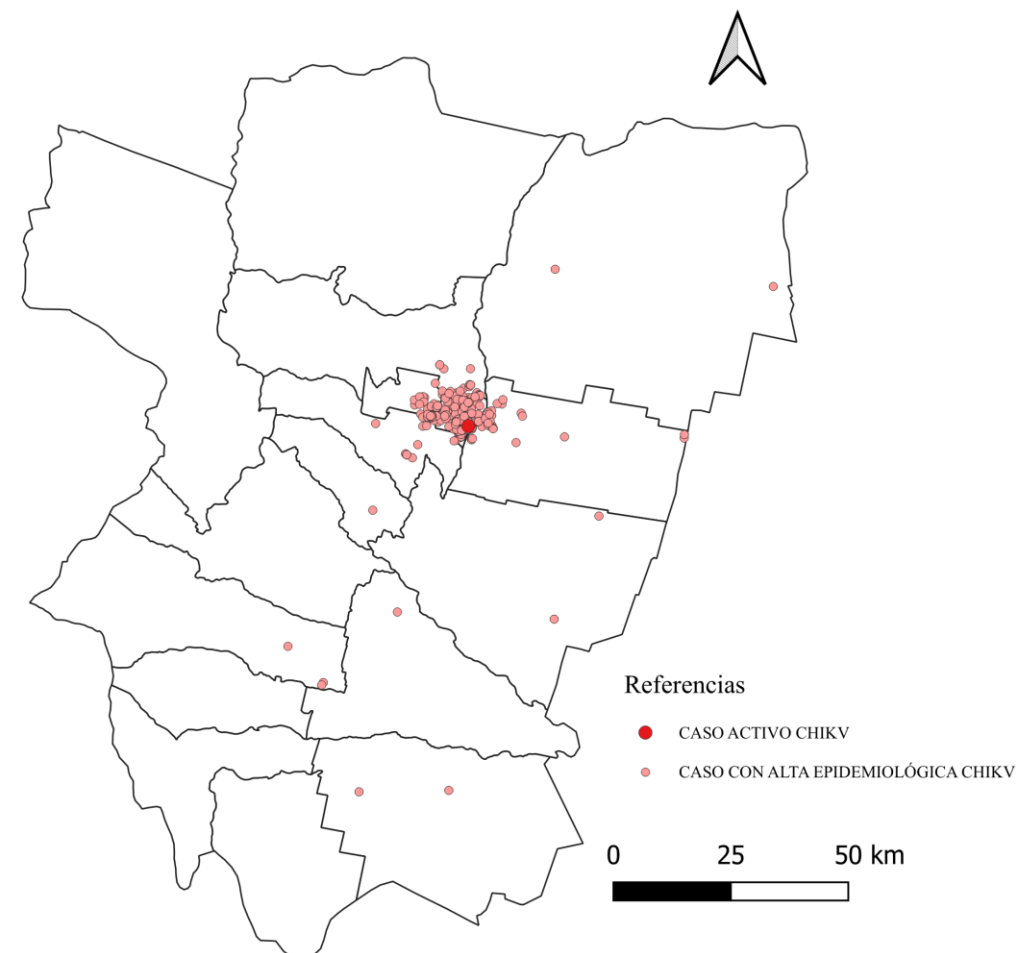 Referencias
CASO ACTIVO CHIKV
CASO CON ALTA EPIDEMIOLÓGICA CHIKV
0 25 50 km